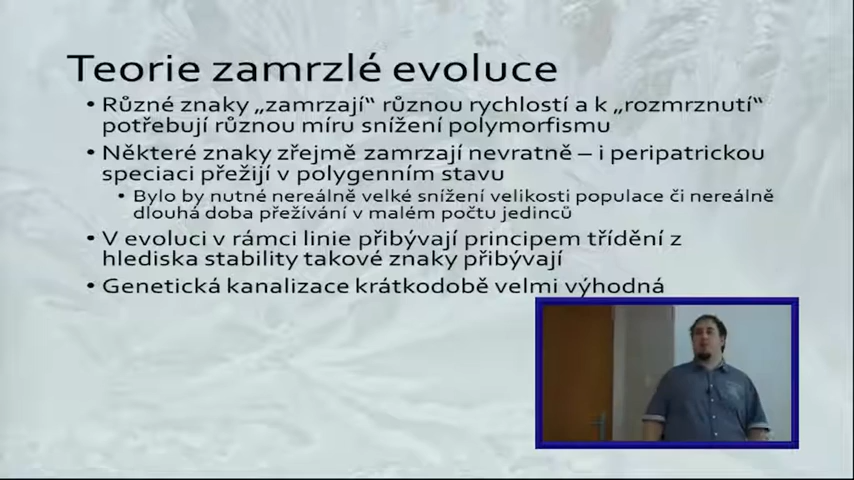 Teorie zamrzlé evoluce
• Různé znaky „zamrzají“ různou rychlostí a k „rozmrznutí“
potřebují různou míru snížení polymorfismu
• Některé znaky zřejmě zamrzají nevratně – i peripatrickou
speciaci přežijí v polygenním stavu
• Bylo by nutné nereálně velké snížení velikosti populace či nereálně
dlouhá doba přežívání v malém počtu jedinců
• V evoluci v rámci linie přibývají principem třídění z
hlediska stability takové znaky přibývají
• Genetická kanalizace krátkodobě velmi výhodná